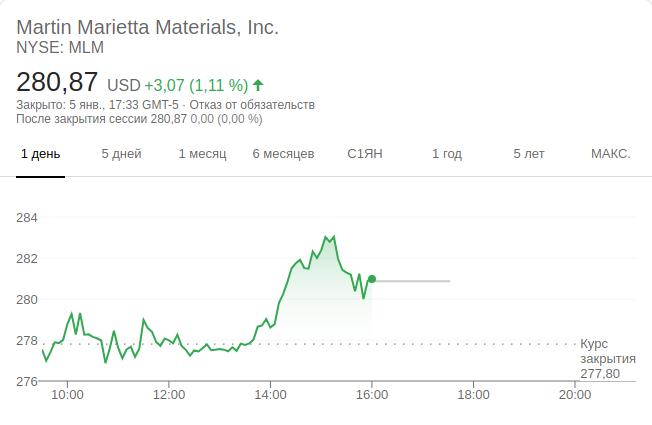 Martin Marietta Materials, Inc.
NYSE: MLM
280,87 USD +3,07 (1,11 %)
Закрыто: 5 янв., 17:33 GMT-5 · Отказ от обязательств
После закрытия сессии 280,87 0,00 (0,00 %)
1 день 5 дней 1 месяц 6 месяцев С1ЯН 1 год 5 лет МАКС.
284
282
280
278
276
Курс
закрытия
277,80
10:00 12:00 14:00 16:00 18:00 20:00